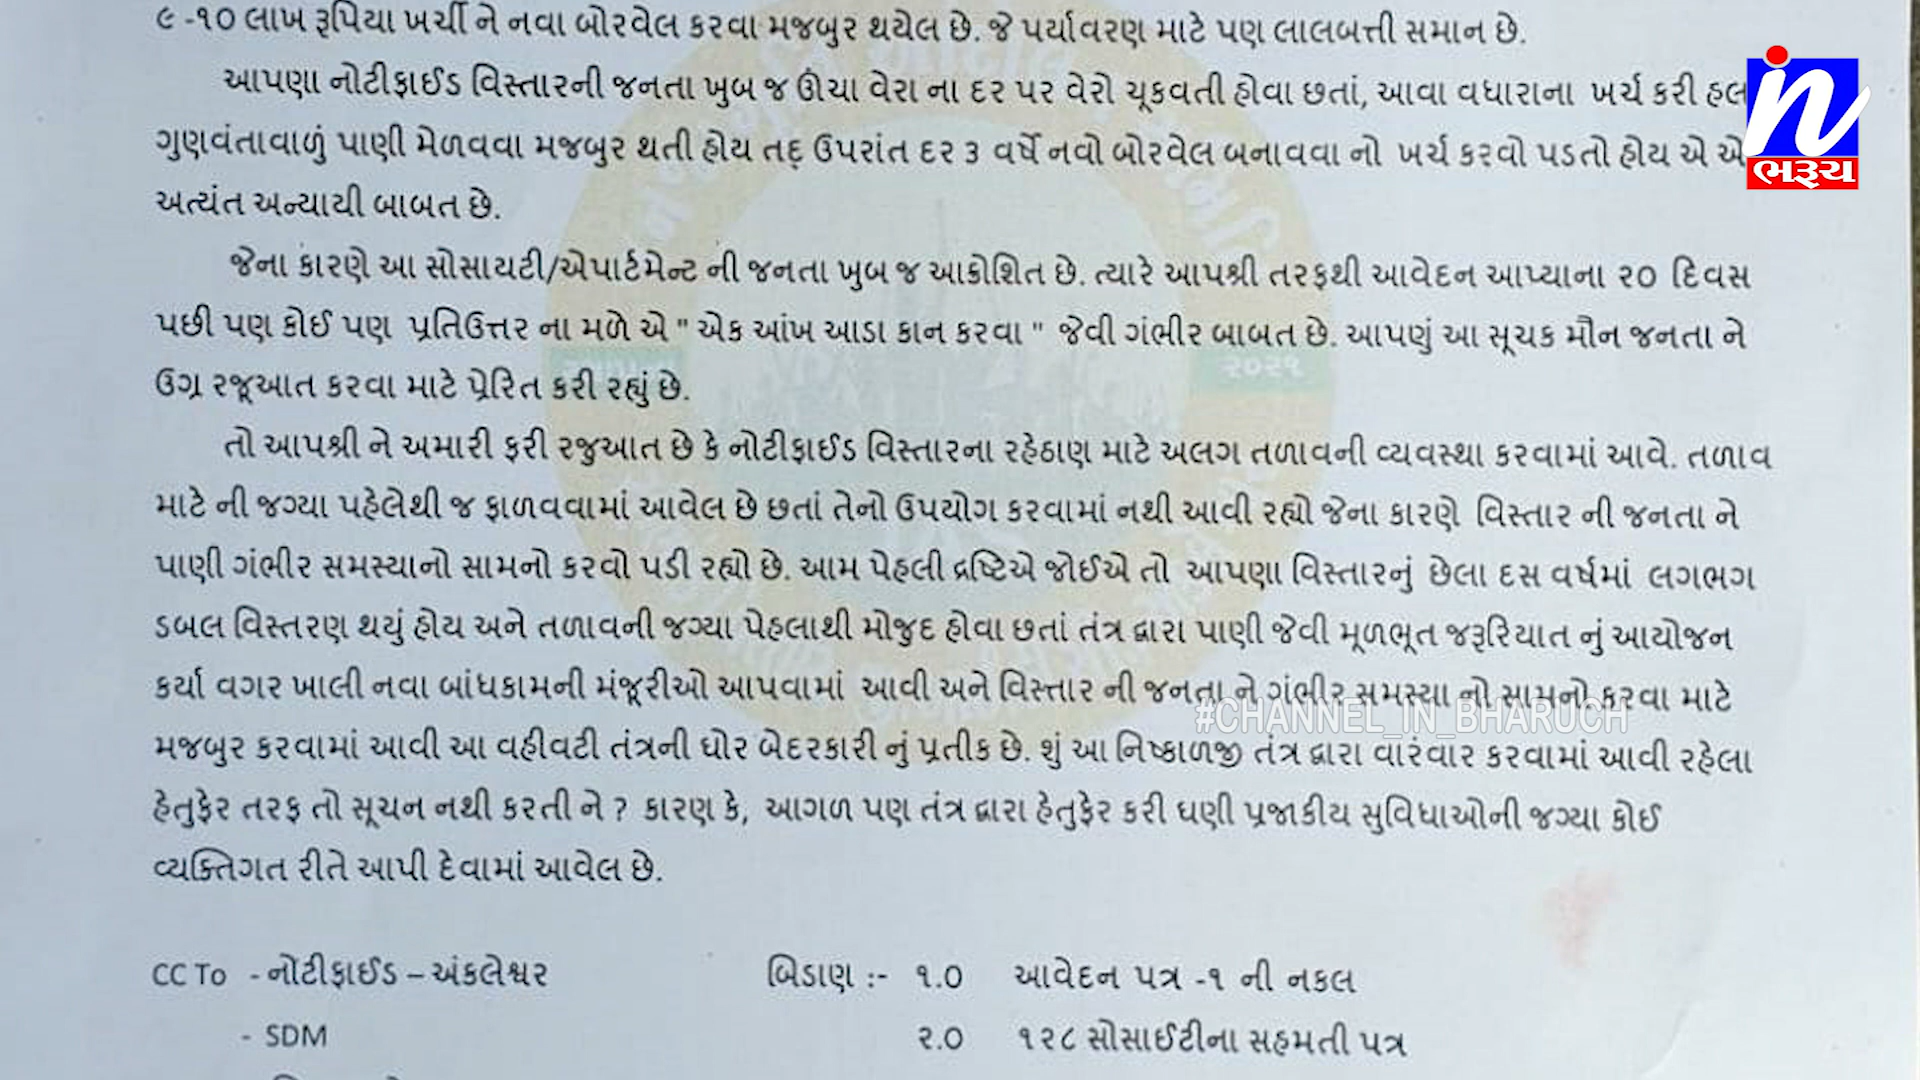 ૯ -૧૦ લાખ રૂપિયા ખર્ચી ને નવા બોરવેલ કરવા મજબુર થયેલ છે. જે પર્યાવરણ માટે પણ લાલબત્તી સમાન છે.
આપણા નોટીફાઈડ વિસ્તારની જનતા ખુબ જ ઊંચા વેરા ના દર પર વેરો ચૂકવતી હોવા છતાં, આવા વધારાના ખર્ચ કરી હલ
ગુણવંતાવાળું પાણી મેળવવા મજબુર થતી હોય તદ્ ઉપરાંત દર ૩ વર્ષે નવો બોરવેલ બનાવવા નો ખર્ચ કરવો પડતો હોય એ એ
અત્યંત અન્યાયી બાબત છે.
જેના કારણે આ સોસાયટી/એપાર્ટમેન્ટ ની જનતા ખુબ જ આકોશિત છે. ત્યારે આપશ્રી તરફથી આવેદન આપ્યાના ૨૦ દિવસ
પછી પણ કોઈ પણ પ્રતિઉત્તર ના મળે એ " એક આંખ આડા કાન કરવા " જેવી ગંભીર બાબત છે. આપણું આ સૂચક મૌન જનતા ને
ઉગ્ર રજૂઆત કરવા માટે પ્રેરિત કરી રહ્યું છે.
તો આપશ્રી ને અમારી ફરી રજુઆત છે કે નોટીફાઈડ વિસ્તારના રહેઠાણ માટે અલગ તળાવની વ્યવસ્થા કરવામાં આવે. તળાવ
માટે ની જગ્યા પહેલેથી જ ફાળવવામાં આવેલ છે છતાં તેનો ઉપયોગ કરવામાં નથી આવી રહ્યો જેના કારણે વિસ્તાર ની જનતા ને
પાણી ગંભીર સમસ્યાનો સામનો કરવો પડી રહ્યો છે. આમ પેહલી દ્રષ્ટિએ જોઈએ તો આપણા વિસ્તારનું છેલા દસ વર્ષમાં લગભગ
ડબલ વિસ્તરણ થયું હોય અને તળાવની જગ્યા પેહલાથી મોજુદ હોવા છતાં તંત્ર દ્વારા પાણી જેવી મૂળભૂત જરૂરિયાત નું આયોજન
કર્યા વગર ખાલી નવા બાંધકામની મંજૂરીઓ આપવામાં આવી અને વિસ્તાર ની જનતા ને ગંભીર સમસ્યા નો સામનો કરવા માટે
મજબુર કરવામાં આવી આ વહીવટી તંત્રની ઘોર બેદરકારી નું પ્રતીક છે. શું આ નિષ્કાળજી તંત્ર દ્વારા વારંવાર કરવામાં આવી રહેલા
હેતુફેર તરફ તો સૂચન નથી કરતી ને ? કારણ કે, આગળ પણ તંત્ર દ્વારા હેતુફેર કરી ઘણી પ્રજાકીય સુવિધાઓની જગ્યા કોઈ
વ્યક્તિગત રીતે આપી દેવામાં આવેલ છે.
CC To - નોટીફાઈડ – અંકલેશ્વર
- SDM
બિડાણ :- ૧.0 આવેદન પત્ર -૧ ની નકલ
૨.0 ૧૨૮ સોસાઈટીના સહમતી પત્ર
in
ભરૂચ
#CHANNEL_IN_BHARUCH
૨૦૨૧